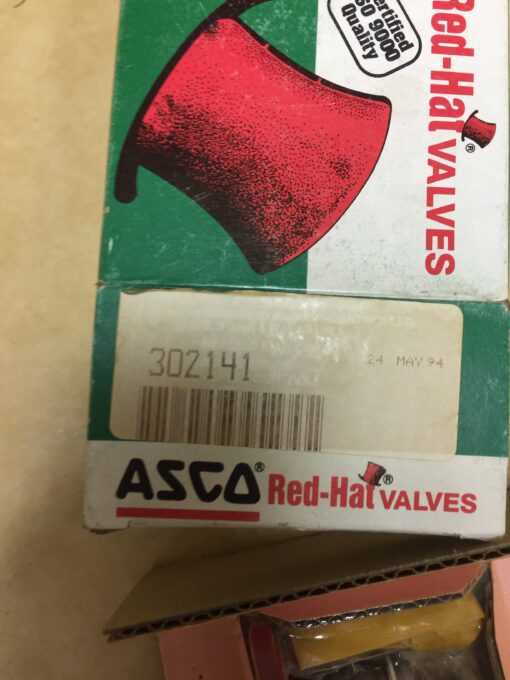 Certified
ISO 9000
Quality
Red-Hat® VALVES
302141
24 MAY 94
ASCO® Red-Hat® VALVES